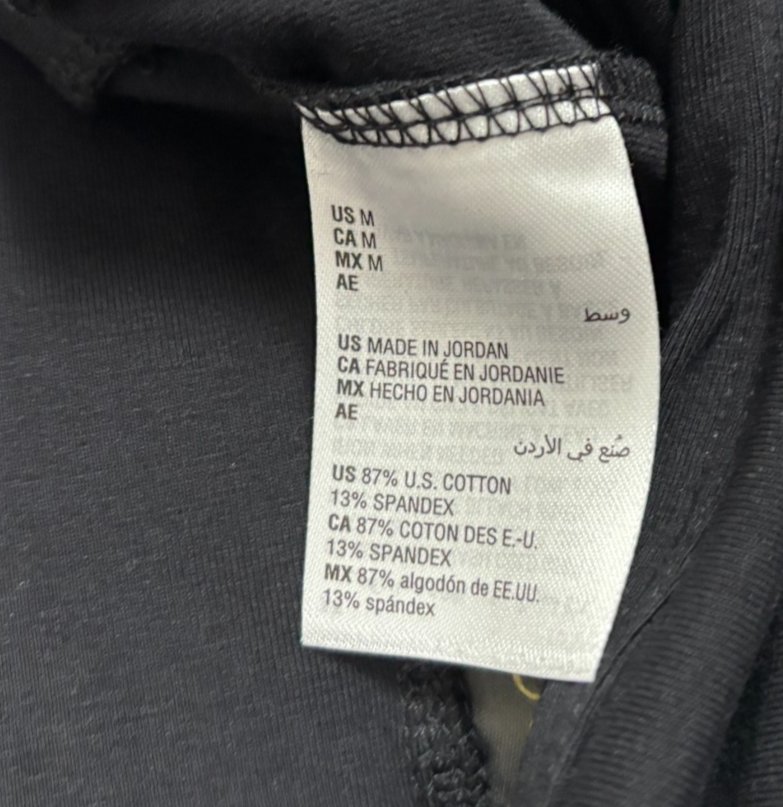 US M
CA M
MX M
AE
وسط
US MADE IN JORDAN
CA FABRIQUÉ EN JORDANIE
MX HECHO EN JORDANIA
AE
صُنع في الأردن
US 87% U.S. COTTON
13% SPANDEX
CA 87% COTON DES E.-U.
13% SPANDEX
MX 87% algodón de EE.UU.
13% spándex